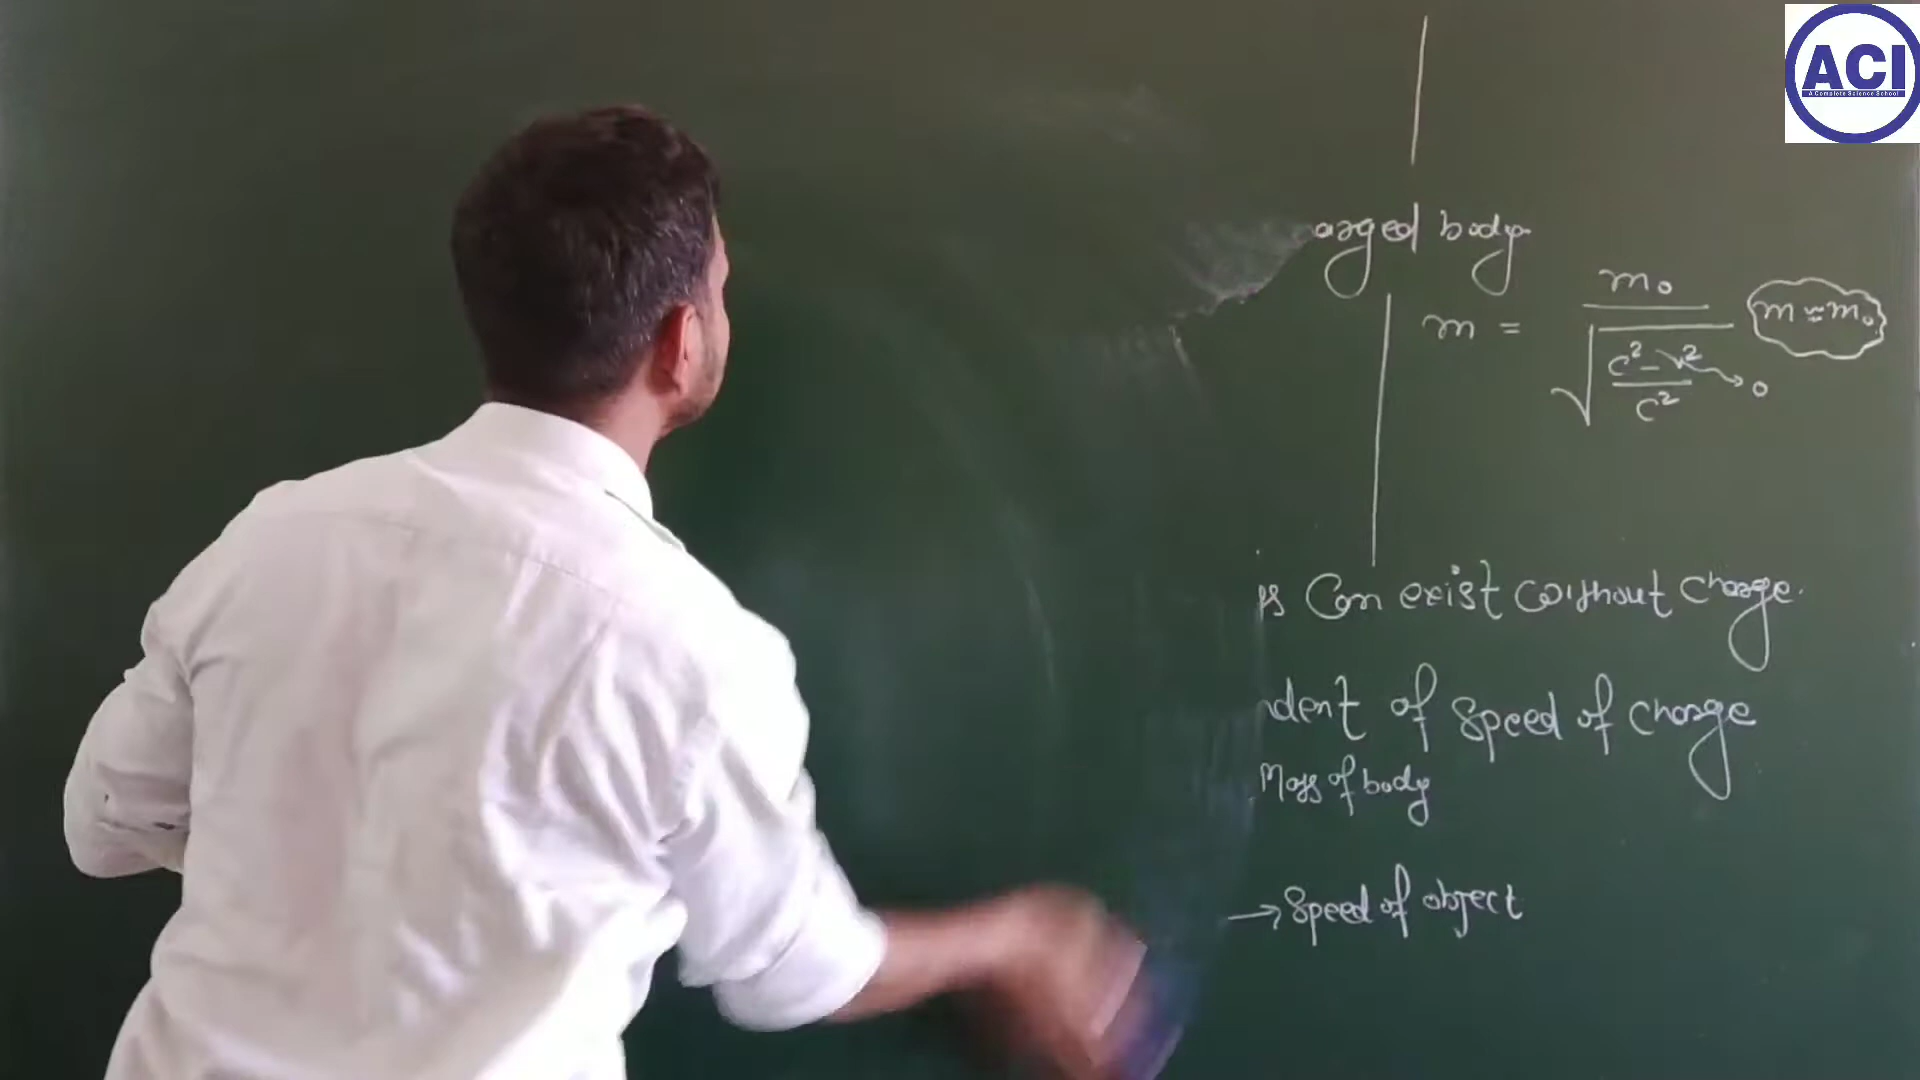 ACI
A Complete Science School
arged body
m = m₀ / √((c² - v²) / c²) → 0
m ≃ m₀
Can exist without charge.
dent of speed of charge
Mass of body
→ Speed of object